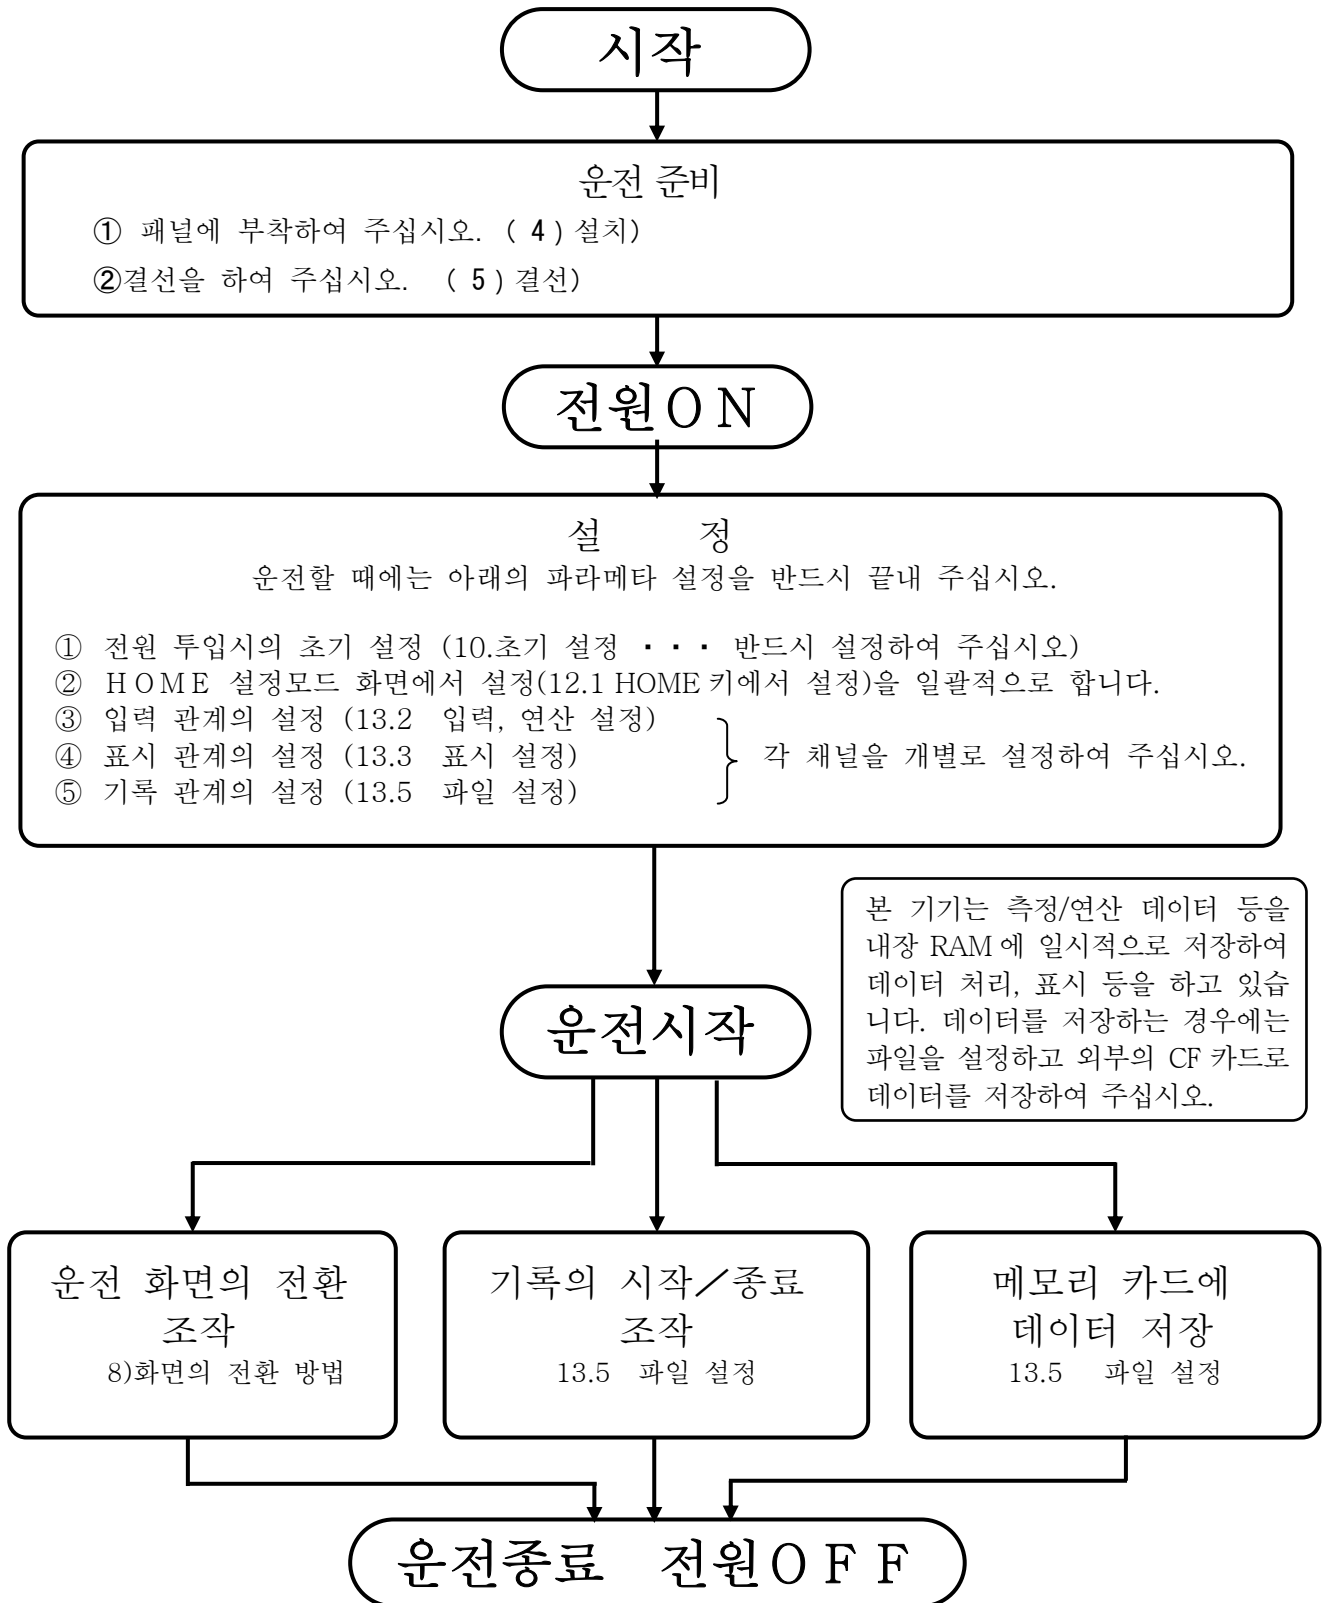 시작
운전 준비
① 패널에 부착하여 주십시오. ( 4 ) 설치)
②결선을 하여 주십시오. ( 5 ) 결선)
전원ON
설 정
운전할 때에는 아래의 파라메타 설정을 반드시 끝내 주십시오.
① 전원 투입시의 초기 설정 (10.초기 설정 ・・・ 반드시 설정하여 주십시오)
② HOME 설정모드 화면에서 설정(12.1 HOME 키에서 설정)을 일괄적으로 합니다.
③ 입력 관계의 설정 (13.2 입력, 연산 설정)
④ 표시 관계의 설정 (13.3 표시 설정) 각 채널을 개별로 설정하여 주십시오.
⑤ 기록 관계의 설정 (13.5 파일 설정)
본 기기는 측정/연산 데이터 등을
내장 RAM 에 일시적으로 저장하여
데이터 처리, 표시 등을 하고 있습
니다. 데이터를 저장하는 경우에는
파일을 설정하고 외부의 CF 카드로
데이터를 저장하여 주십시오.
운전시작
운전 화면의 전환
조작
8)화면의 전환 방법
기록의 시작／종료
조작
13.5 파일 설정
메모리 카드에
데이터 저장
13.5 파일 설정
운전종료 전원OFF